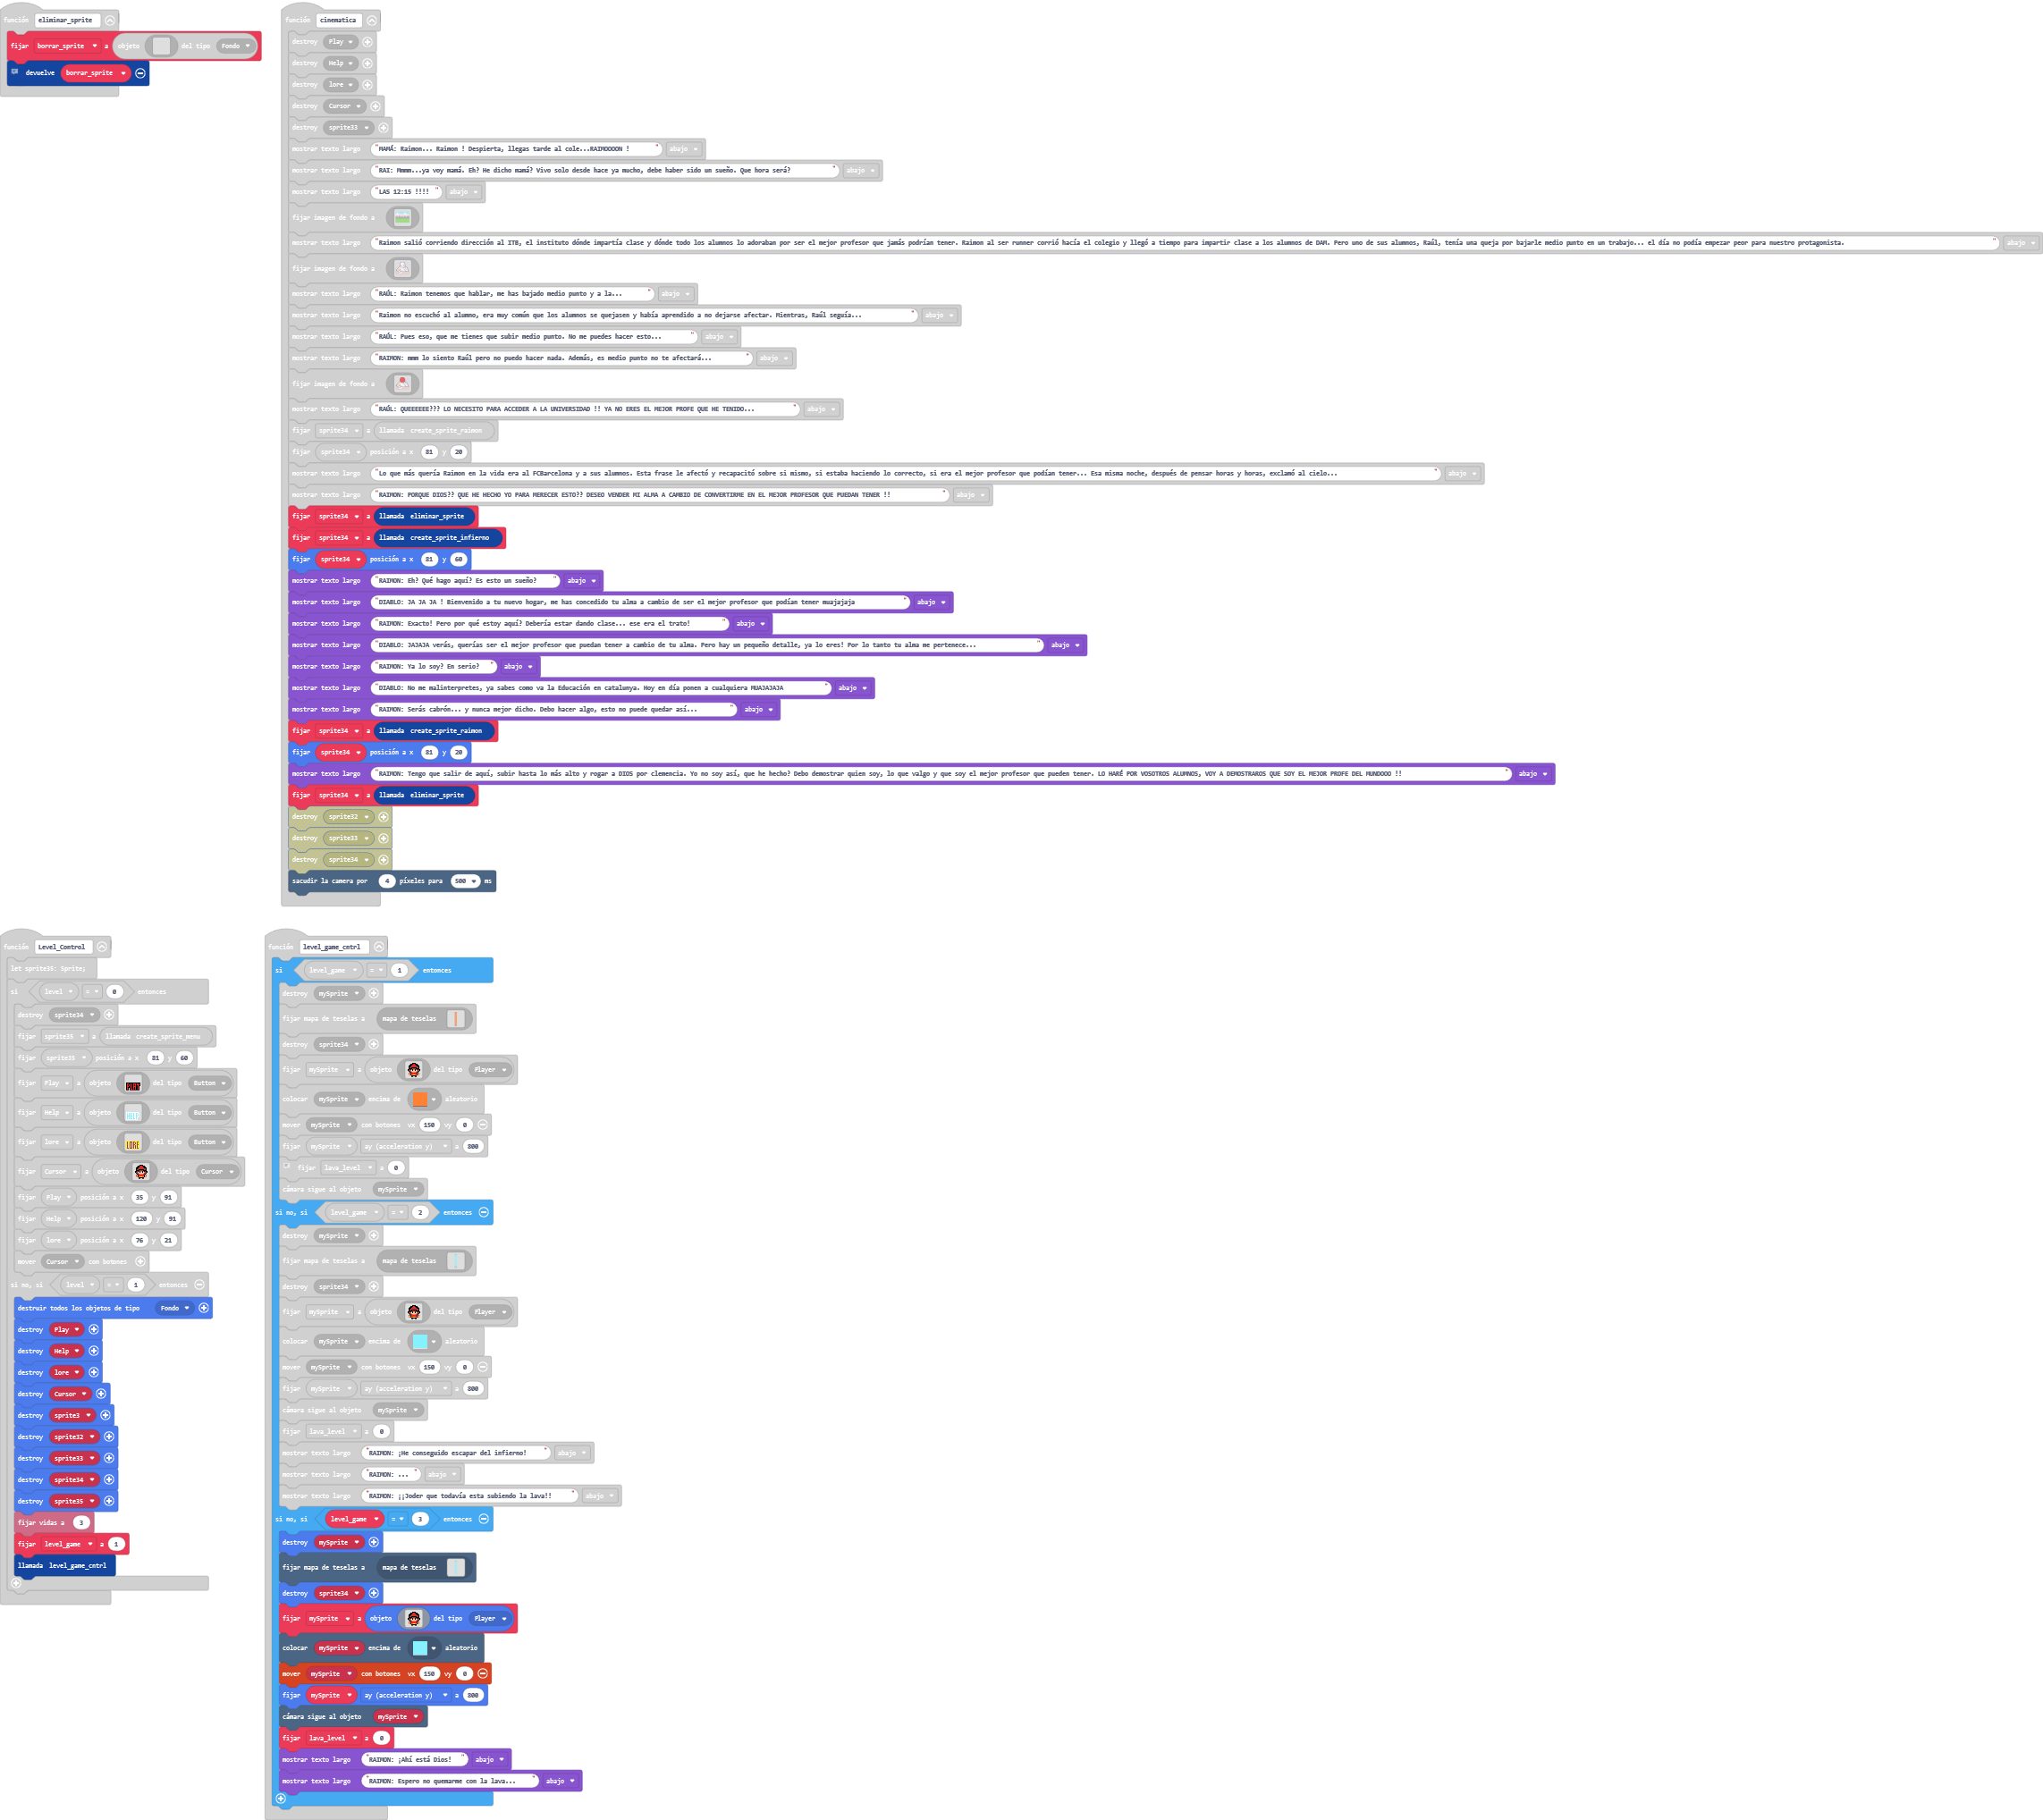 función eliminar_sprite
fijar borrar_sprite a objeto del tipo Fondo
devuelve borrar_sprite
función cinematica
destroy Play
destroy Help
destroy lore
destroy Cursor
destroy sprite33
mostrar texto largo "MAMÁ: Raimon... Raimon ! Despierta, llegas tarde al cole...RAIMOOOON !" abajo
mostrar texto largo "RAI: Mmmm...ya voy mamá. Eh? He dicho mamá? Vivo solo desde hace ya mucho, debe haber sido un sueño. Que hora será?" abajo
mostrar texto largo "LAS 12:15 !!!!" abajo
fijar imagen de fondo a
mostrar texto largo "Raimon salió corriendo dirección al ITB, el instituto dónde impartía clase y dónde todo los alumnos lo adoraban por ser el mejor profesor que jamás podrían tener. Raimon al ser runner corrió hacía el colegio y llegó a tiempo para impartir clase a los alumnos de DAM. Pero uno de sus alumnos, Raúl, tenía una queja por bajarle medio punto en un trabajo... el día no podía empezar peor para nuestro protagonista." abajo
fijar imagen de fondo a
mostrar texto largo "RAÚL: Raimon tenemos que hablar, me has bajado medio punto y a la..." abajo
mostrar texto largo "Raimon no escuchó al alumno, era muy común que los alumnos se quejasen y había aprendido a no dejarse afectar. Mientras, Raúl seguía..." abajo
mostrar texto largo "RAÚL: Pues eso, que me tienes que subir medio punto. No me puedes hacer esto..." abajo
mostrar texto largo "RAIMON: mmm lo siento Raúl pero no puedo hacer nada. Además, es medio punto no te afectará..." abajo
fijar imagen de fondo a
mostrar texto largo "RAÚL: QUEEEEEE??? LO NECESITO PARA ACCEDER A LA UNIVERSIDAD !! YA NO ERES EL MEJOR PROFE QUE HE TENIDO..." abajo
fijar sprite34 a llamada create_sprite_raimon
fijar sprite34 posición a x 81 y 20
mostrar texto largo "Lo que más quería Raimon en la vida era al FCBarcelona y a sus alumnos. Esta frase le afectó y recapacitó sobre si mismo, si estaba haciendo lo correcto, si era el mejor profesor que podían tener... Esa misma noche, después de pensar horas y horas, exclamó al cielo..." abajo
mostrar texto largo "RAIMON: PORQUE DIOS?? QUE HE HECHO YO PARA MERECER ESTO?? DESEO VENDER MI ALMA A CAMBIO DE CONVERTIRME EN EL MEJOR PROFESOR QUE PUEDAN TENER !!" abajo
fijar sprite34 a llamada eliminar_sprite
fijar sprite34 a llamada create_sprite_infierno
fijar sprite34 posición a x 81 y 60
mostrar texto largo "RAIMON: Eh? Qué hago aquí? Es esto un sueño?" abajo
mostrar texto largo "DIABLO: JA JA JA ! Bienvenido a tu nuevo hogar, me has concedido tu alma a cambio de ser el mejor profesor que podían tener muajajaja" abajo
mostrar texto largo "RAIMON: Exacto! Pero por qué estoy aquí? Debería estar dando clase... ese era el trato!" abajo
mostrar texto largo "DIABLO: JAJAJA verás, querías ser el mejor profesor que puedan tener a cambio de tu alma. Pero hay un pequeño detalle, ya lo eres! Por lo tanto tu alma me pertenece..." abajo
mostrar texto largo "RAIMON: Ya lo soy? En serio?" abajo
mostrar texto largo "DIABLO: No me malinterpretes, ya sabes como va la Educación en catalunya. Hoy en día ponen a cualquiera MUAJAJAJA" abajo
mostrar texto largo "RAIMON: Serás cabrón... y nunca mejor dicho. Debo hacer algo, esto no puede quedar así..." abajo
fijar sprite34 a llamada create_sprite_raimon
fijar sprite34 posición a x 81 y 20
mostrar texto largo "RAIMON: Tengo que salir de aquí, subir hasta lo más alto y rogar a DIOS por clemencia. Yo no soy así, que he hecho? Debo demostrar quien soy, lo que valgo y que soy el mejor profesor que pueden tener. LO HARÉ POR VOSOTROS ALUMNOS, VOY A DEMOSTRAROS QUE SOY EL MEJOR PROFE DEL MUNDOOO !!" abajo
fijar sprite34 a llamada eliminar_sprite
destroy sprite32
destroy sprite33
destroy sprite34
sacudir la camera por 4 píxeles para 500 ms
función Level_Control
let sprite35: Sprite;
si level = 0 entonces
destroy sprite34
fijar sprite35 a llamada create_sprite_menu
fijar sprite35 posición a x 81 y 60
fijar Play a objeto PLAY del tipo Button
fijar Help a objeto HELP del tipo Button
fijar lore a objeto LORE del tipo Button
fijar Cursor a objeto del tipo Cursor
fijar Play posición a x 35 y 91
fijar Help posición a x 120 y 91
fijar lore posición a x 76 y 21
mover Cursor con botones
si no, si level = 1 entonces
destruir todos los objetos de tipo Fondo
destroy Play
destroy Help
destroy lore
destroy Cursor
destroy sprite3
destroy sprite32
destroy sprite33
destroy sprite34
destroy sprite35
fijar vidas a 3
fijar level_game a 1
llamada level_game_cntrl
función level_game_cntrl
si level_game = 1 entonces
destroy mySprite
fijar mapa de teselas a mapa de teselas
destroy sprite34
fijar mySprite a objeto del tipo Player
colocar mySprite encima de aleatorio
mover mySprite con botones vx 150 vy 0
fijar mySprite ay (acceleration y) a 800
fijar lava_level a 0
cámara sigue al objeto mySprite
si no, si level_game = 2 entonces
destroy mySprite
fijar mapa de teselas a mapa de teselas
destroy sprite34
fijar mySprite a objeto del tipo Player
colocar mySprite encima de aleatorio
mover mySprite con botones vx 150 vy 0
fijar mySprite ay (acceleration y) a 800
cámara sigue al objeto mySprite
fijar lava_level a 0
mostrar texto largo "RAIMON: ¡He conseguido escapar del infierno!" abajo
mostrar texto largo "RAIMON: ..." abajo
mostrar texto largo "RAIMON: ¡¡Joder que todavía esta subiendo la lava!!" abajo
si no, si level_game = 3 entonces
destroy mySprite
fijar mapa de teselas a mapa de teselas
destroy sprite34
fijar mySprite a objeto del tipo Player
colocar mySprite encima de aleatorio
mover mySprite con botones vx 150 vy 0
fijar mySprite ay (acceleration y) a 800
cámara sigue al objeto mySprite
fijar lava_level a 0
mostrar texto largo "RAIMON: ¡Ahí está Dios!" abajo
mostrar texto largo "RAIMON: Espero no quemarme con la lava..." abajo